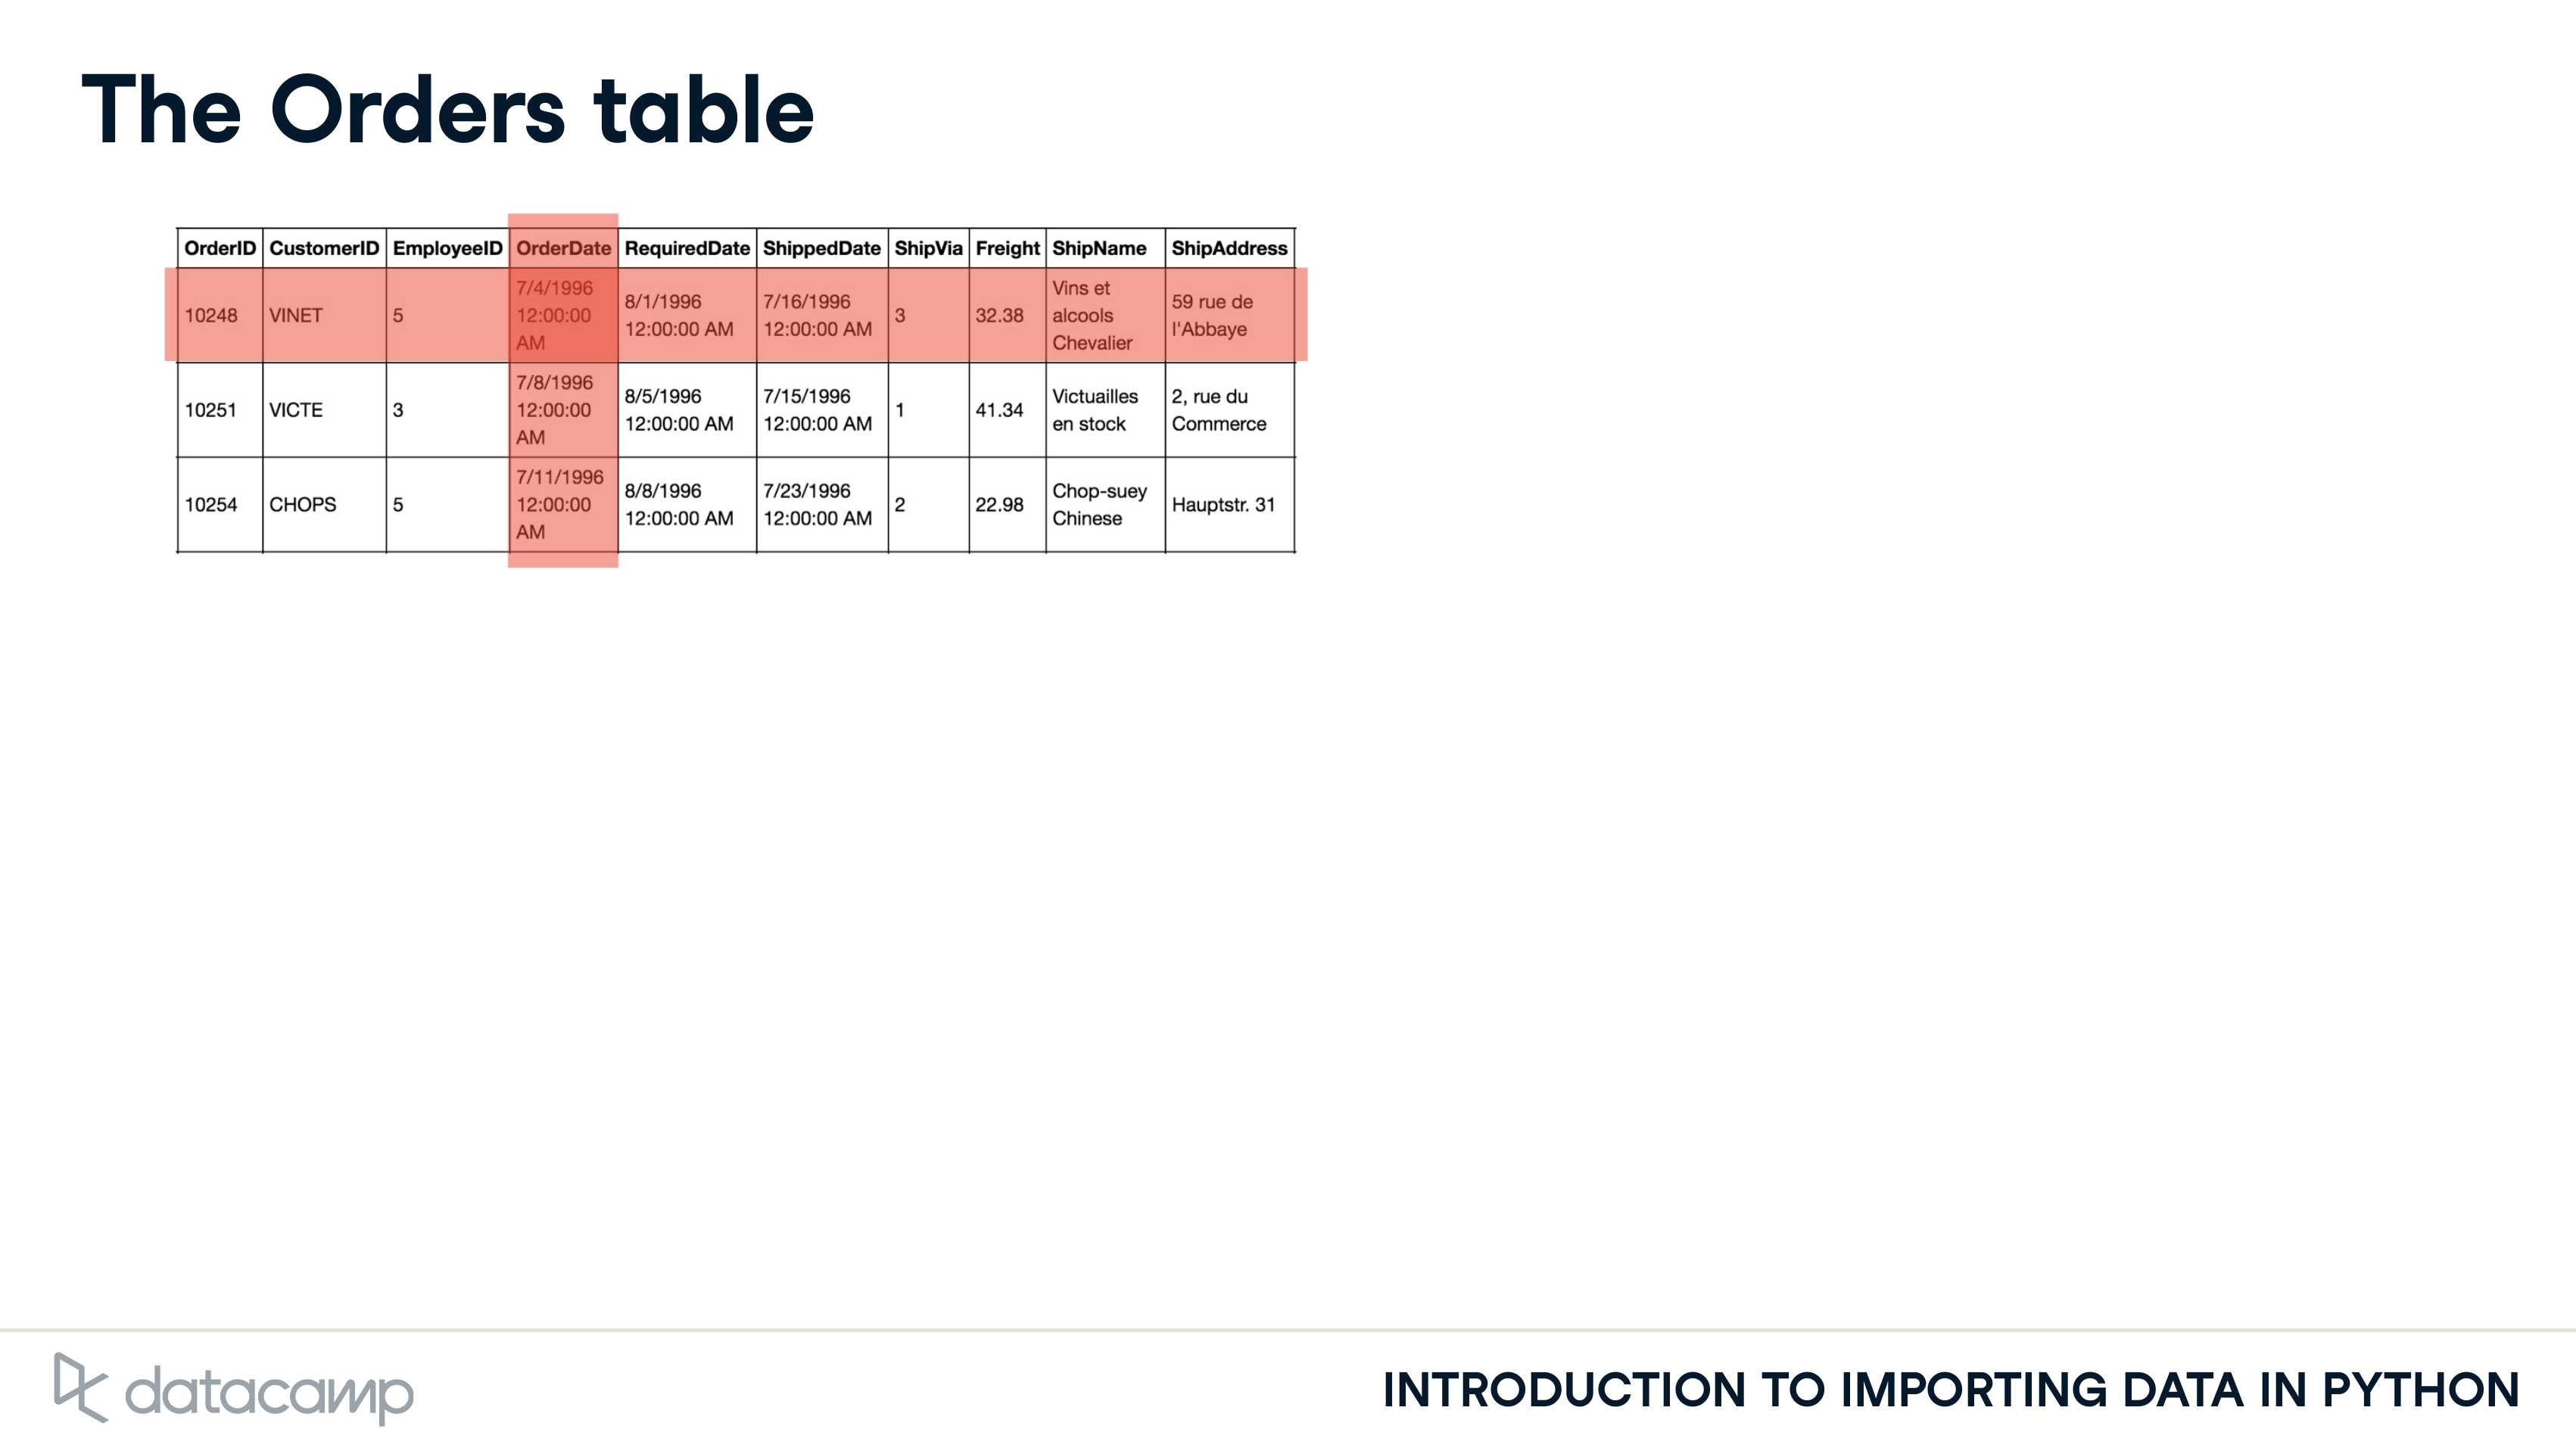 The Orders table
OrderID CustomerID EmployeeID OrderDate RequiredDate ShippedDate ShipVia Freight ShipName ShipAddress
10248 VINET 5 7/4/1996 12:00:00 AM 8/1/1996 12:00:00 AM 7/16/1996 12:00:00 AM 3 32.38 Vins et alcools Chevalier 59 rue de l'Abbaye
10251 VICTE 3 7/8/1996 12:00:00 AM 8/5/1996 12:00:00 AM 7/15/1996 12:00:00 AM 1 41.34 Victuailles en stock 2, rue du Commerce
10254 CHOPS 5 7/11/1996 12:00:00 AM 8/8/1996 12:00:00 AM 7/23/1996 12:00:00 AM 2 22.98 Chop-suey Chinese Hauptstr. 31
datacamp
INTRODUCTION TO IMPORTING DATA IN PYTHON